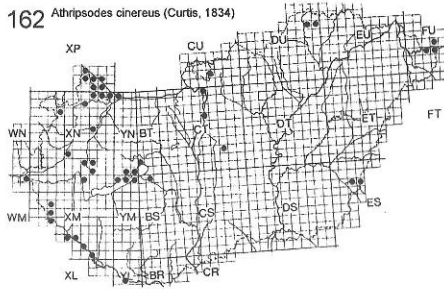 162 Athripsodes cinereus (Curtis, 1834)
XP CU DU EU FU
WN XN YN BT CT DT ET FT
WM XM YM BS CS DS ES
XL YL BR CR